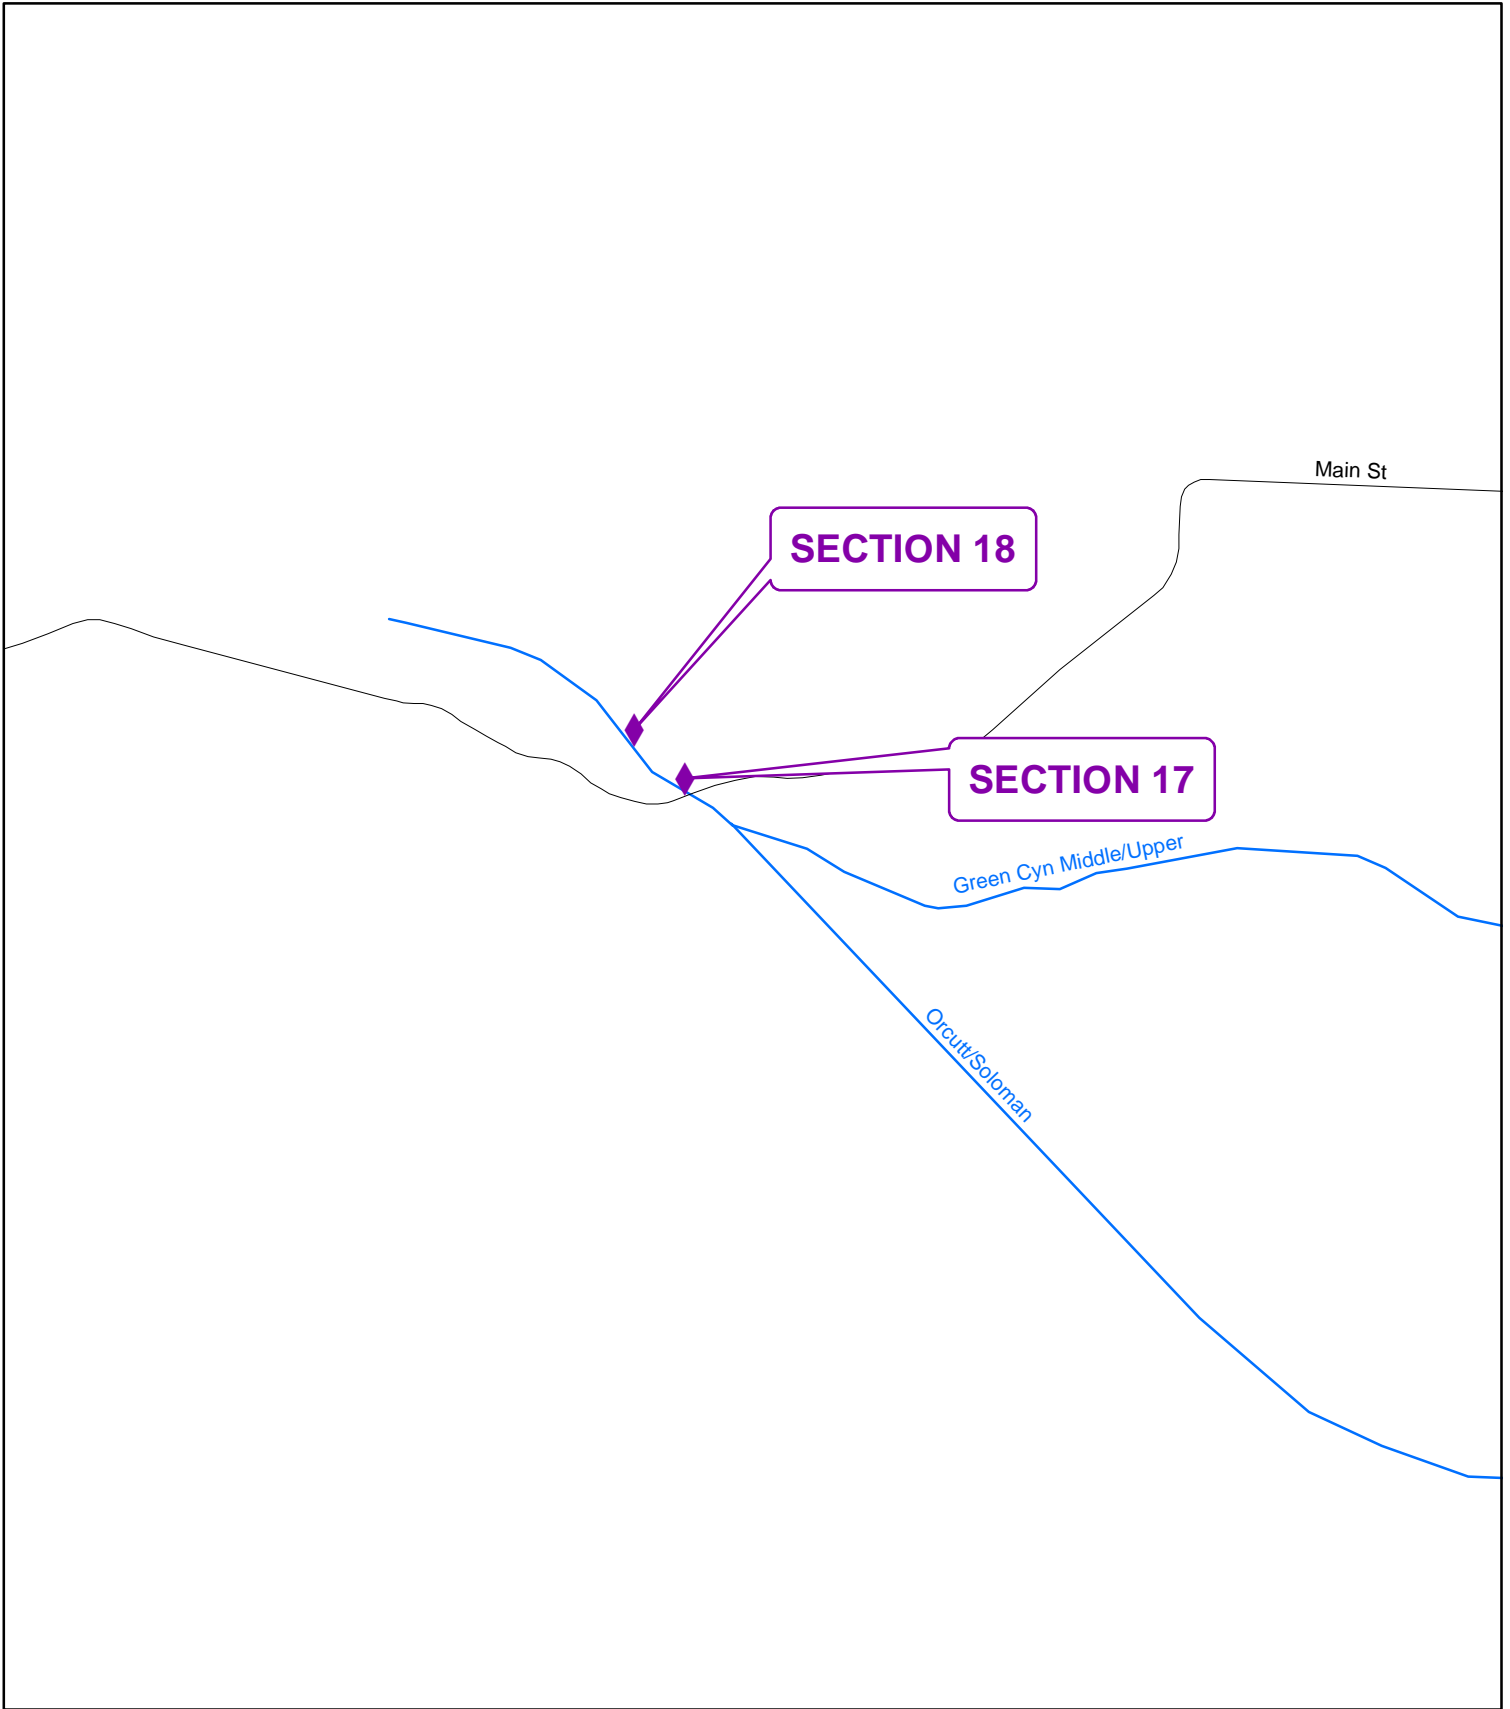 Main St
SECTION 18
SECTION 17
Green Cyn Middle/Upper
Orcutt/Soloman